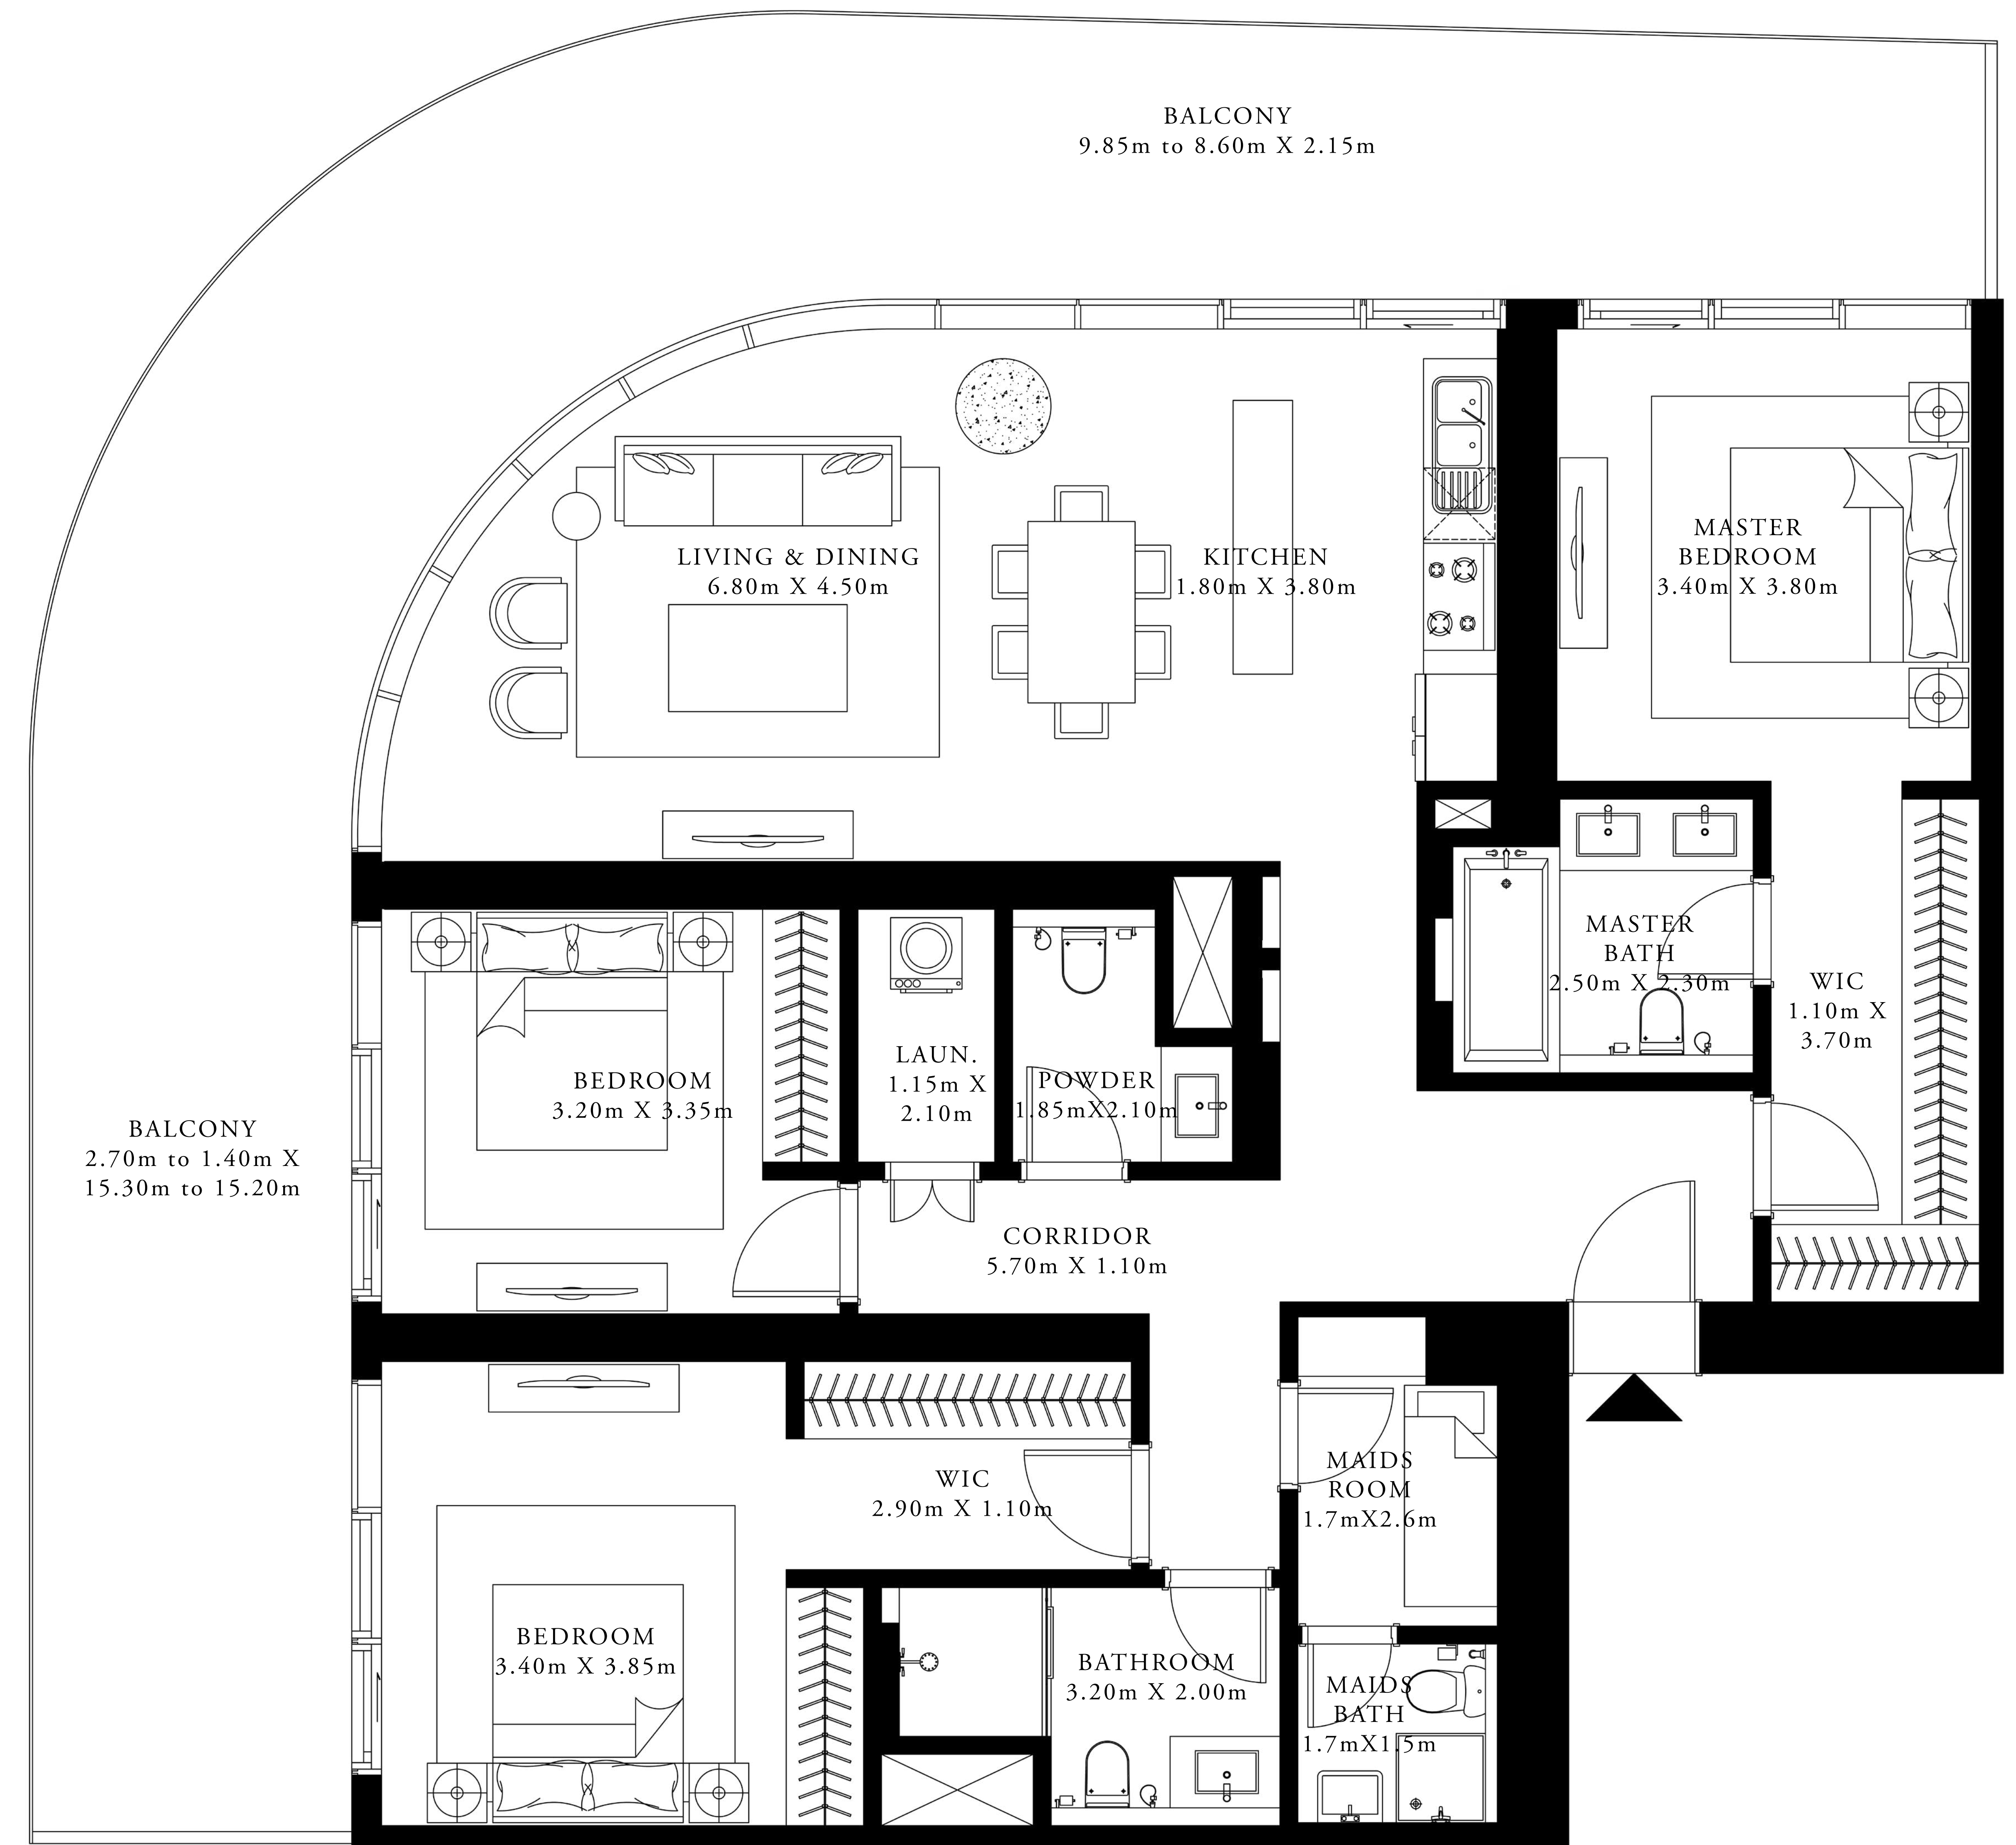 BALCONY
9.85m to 8.60m X 2.15m
LIVING & DINING
6.80m X 4.50m
KITCHEN
1.80m X 3.80m
MASTER
BEDROOM
3.40m X 3.80m
MASTER
BATH
2.50m X 2.30m
WIC
1.10m X
3.70m
BALCONY
2.70m to 1.40m X
15.30m to 15.20m
BEDROOM
3.20m X 3.35m
LAUN.
1.15m X
2.10m
POWDER
1.85mX2.10m
CORRIDOR
5.70m X 1.10m
WIC
2.90m X 1.10m
MAIDS
ROOM
1.7mX2.6m
BEDROOM
3.40m X 3.85m
BATHROOM
3.20m X 2.00m
MAIDS
BATH
1.7mX1.5m